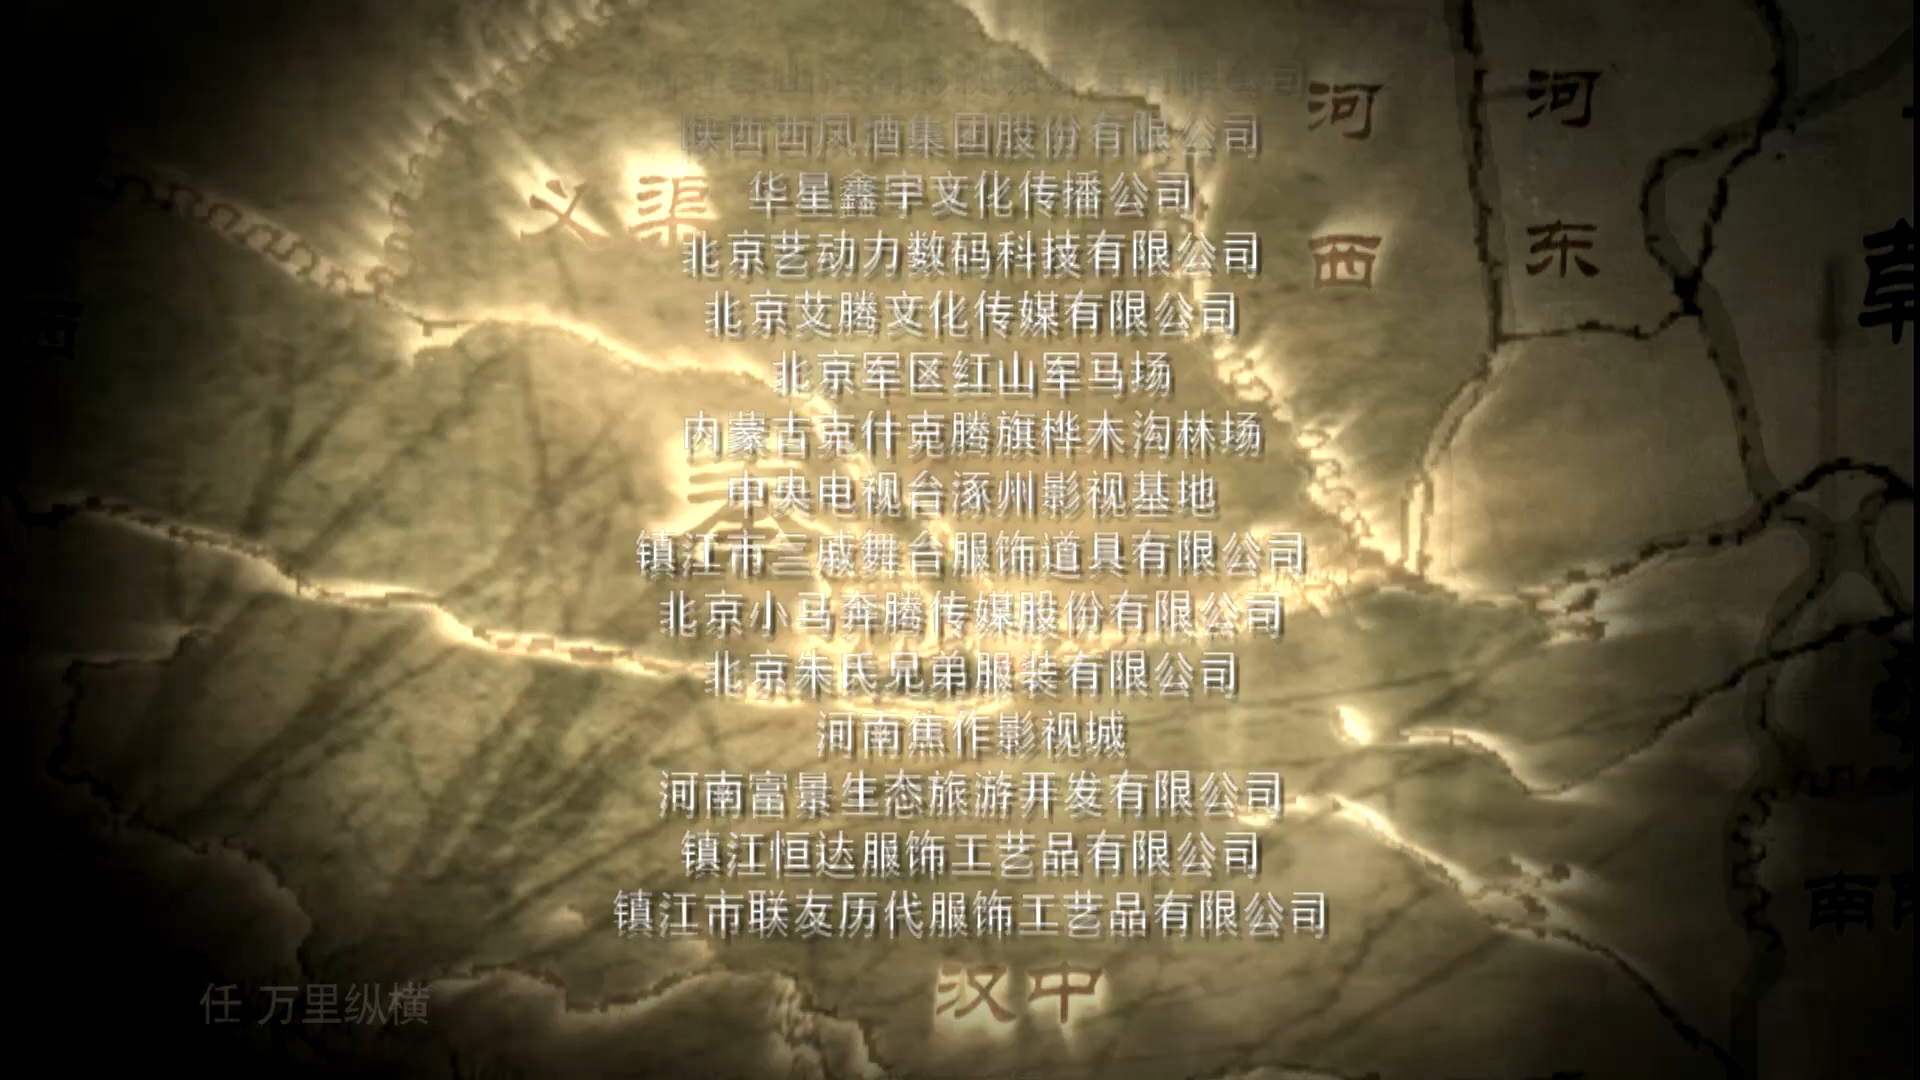 陕西西凤酒集团股份有限公司
华星鑫宇文化传播公司
北京艺动力数码科技有限公司
北京艾腾文化传媒有限公司
北京军区红山军马场
内蒙古克什克腾旗桦木沟林场
中央电视台涿州影视基地
镇江市三威舞台服饰道具有限公司
北京小马奔腾传媒股份有限公司
北京朱氏兄弟服装有限公司
河南焦作影视城
河南富景生态旅游开发有限公司
镇江恒达服饰工艺品有限公司
镇江市联友历代服饰工艺品有限公司
任 万里纵横
义渠
河西
河东
秦
汉中